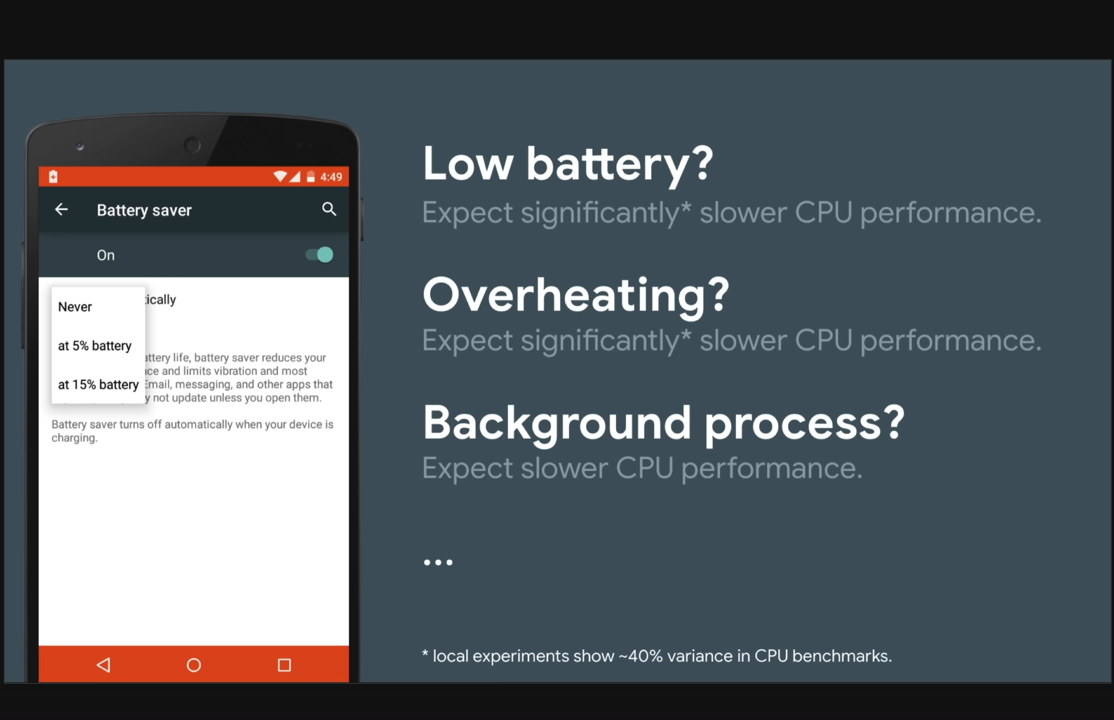 4:49
Battery saver
On
Never
ically
at 5% battery
attery life, battery saver reduces your
ce and limits vibration and most
at 15% battery
Email, messaging, and other apps that
y not update unless you open them.
Battery saver turns off automatically when your device is
charging.
Low battery?
Expect significantly* slower CPU performance.
Overheating?
Expect significantly* slower CPU performance.
Background process?
Expect slower CPU performance.
...
* local experiments show ~40% variance in CPU benchmarks.